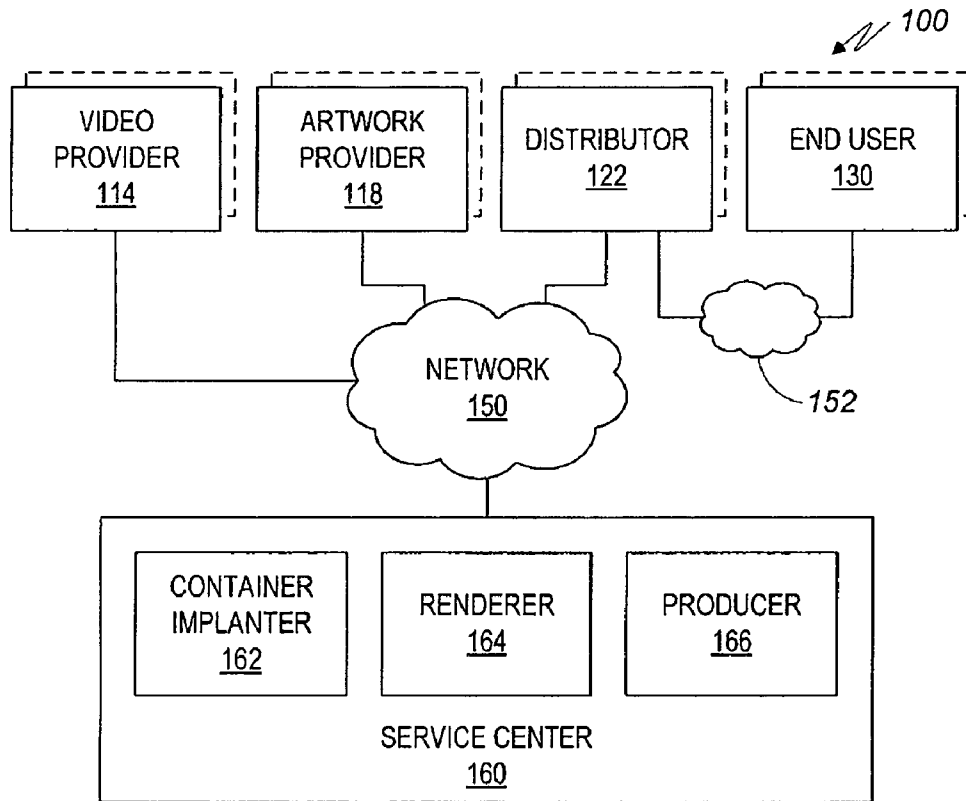 100
VIDEO
PROVIDER
114
ARTWORK
PROVIDER
118
DISTRIBUTOR
122
END USER
130
NETWORK
150
152
CONTAINER
IMPLANTER
162
RENDERER
164
PRODUCER
166
SERVICE CENTER
160